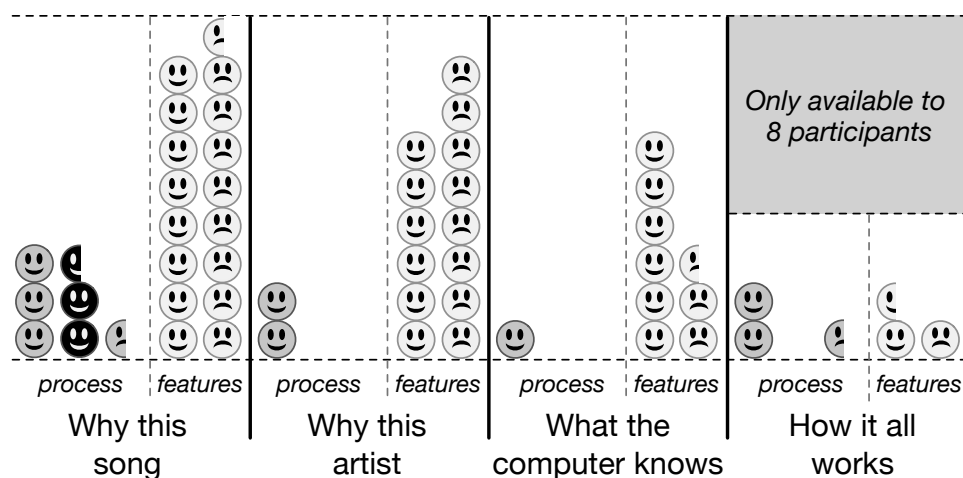 Only available to
8 participants
process
features
process
features
process
features
process
features
Why this
song
Why this
artist
What the
computer knows
How it all
works